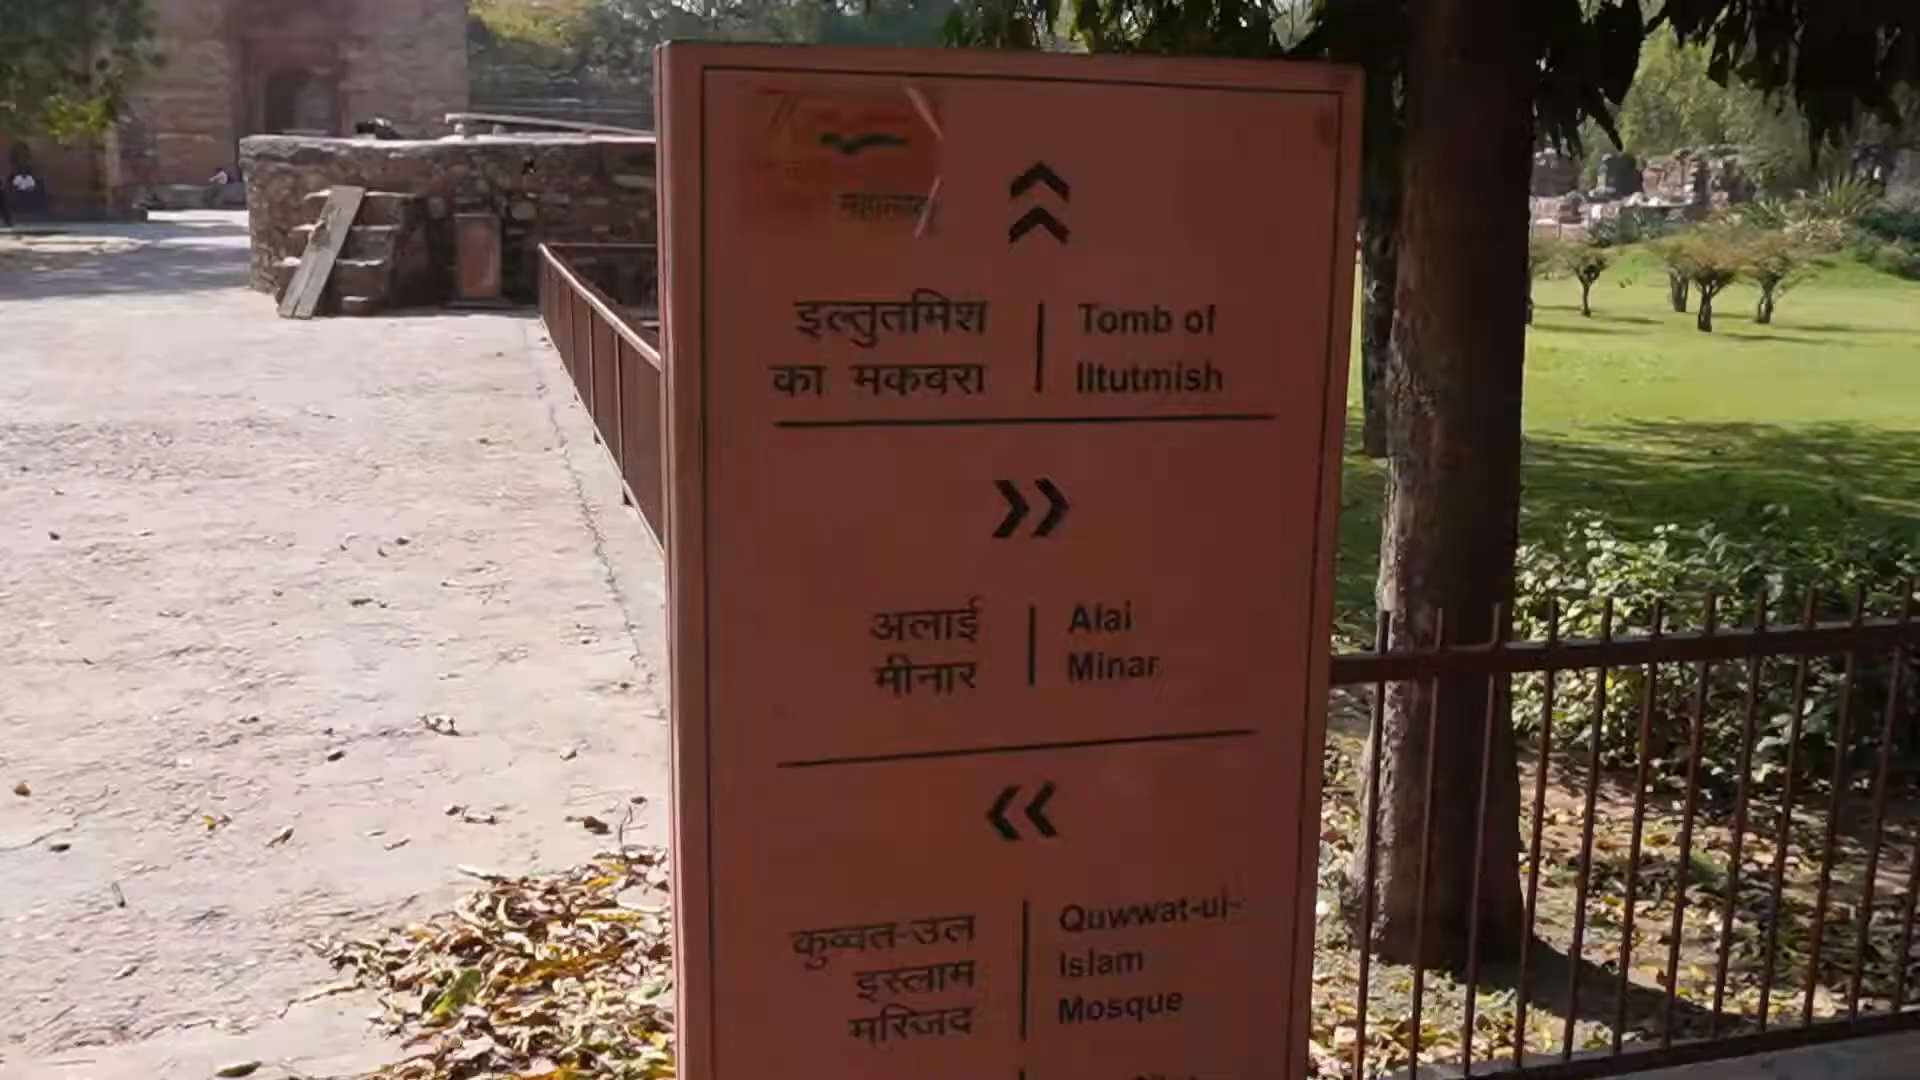 इल्तुतमिश
का मकबरा
Tomb of
Iltutmish
अलाई
मीनार
Alai
Minar
कुव्वत-उल
इस्लाम
मस्जिद
Quwwat-ul-
Islam
Mosque